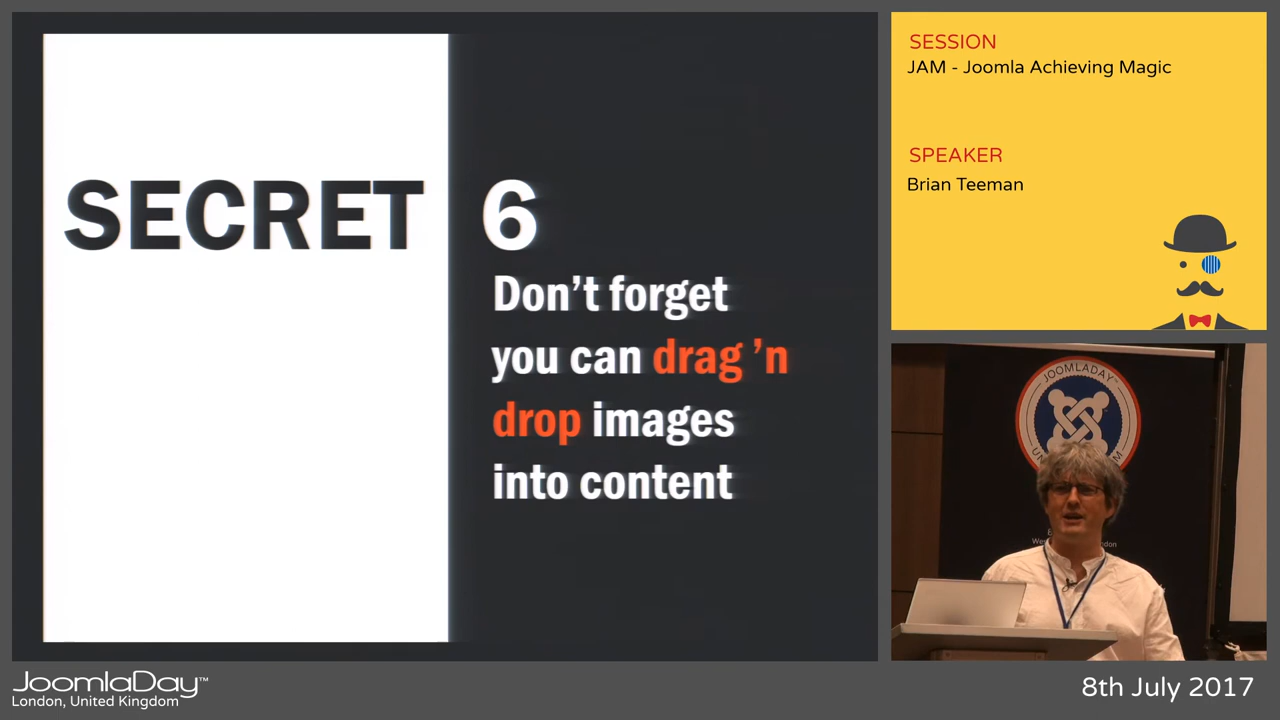 SECRET 6
Don't forget
you can drag 'n
drop images
into content
SESSION
JAM - Joomla Achieving Magic
SPEAKER
Brian Teeman
JOOMLADAY
JoomlaDay™
London, United Kingdom
8th July 2017